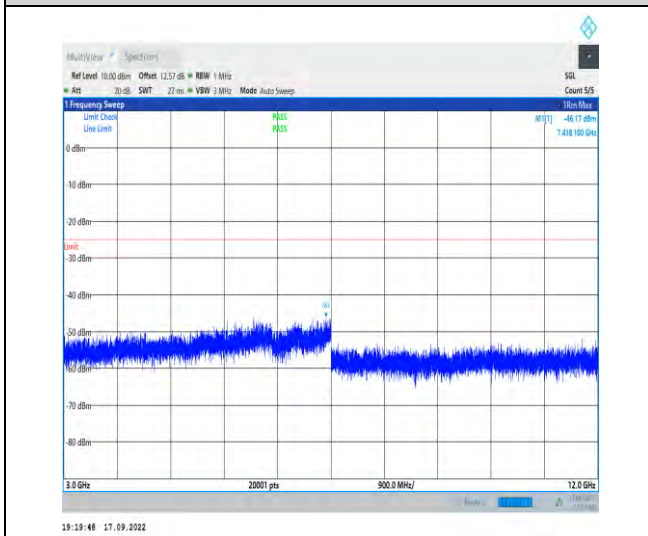 MultiView Spectrum
Ref Level 10.00 dBm Offset 12.57 dB RBW 1 MHz SGL
Att 20 dB SWT 27 ms VBW 3 MHz Mode Auto Sweep Count 5/5
1 Frequency Sweep 1Rm Max
Limit Check PASS M1[1] -46.17 dBm
Line Limit PASS 7.418 100 GHz
0 dBm
-10 dBm
-20 dBm
Limit
-30 dBm
-40 dBm
M1
-50 dBm
-60 dBm
-70 dBm
-80 dBm
3.0 GHz 20001 pts 900.0 MHz/ 12.0 GHz
19:19:48 17.09.2022